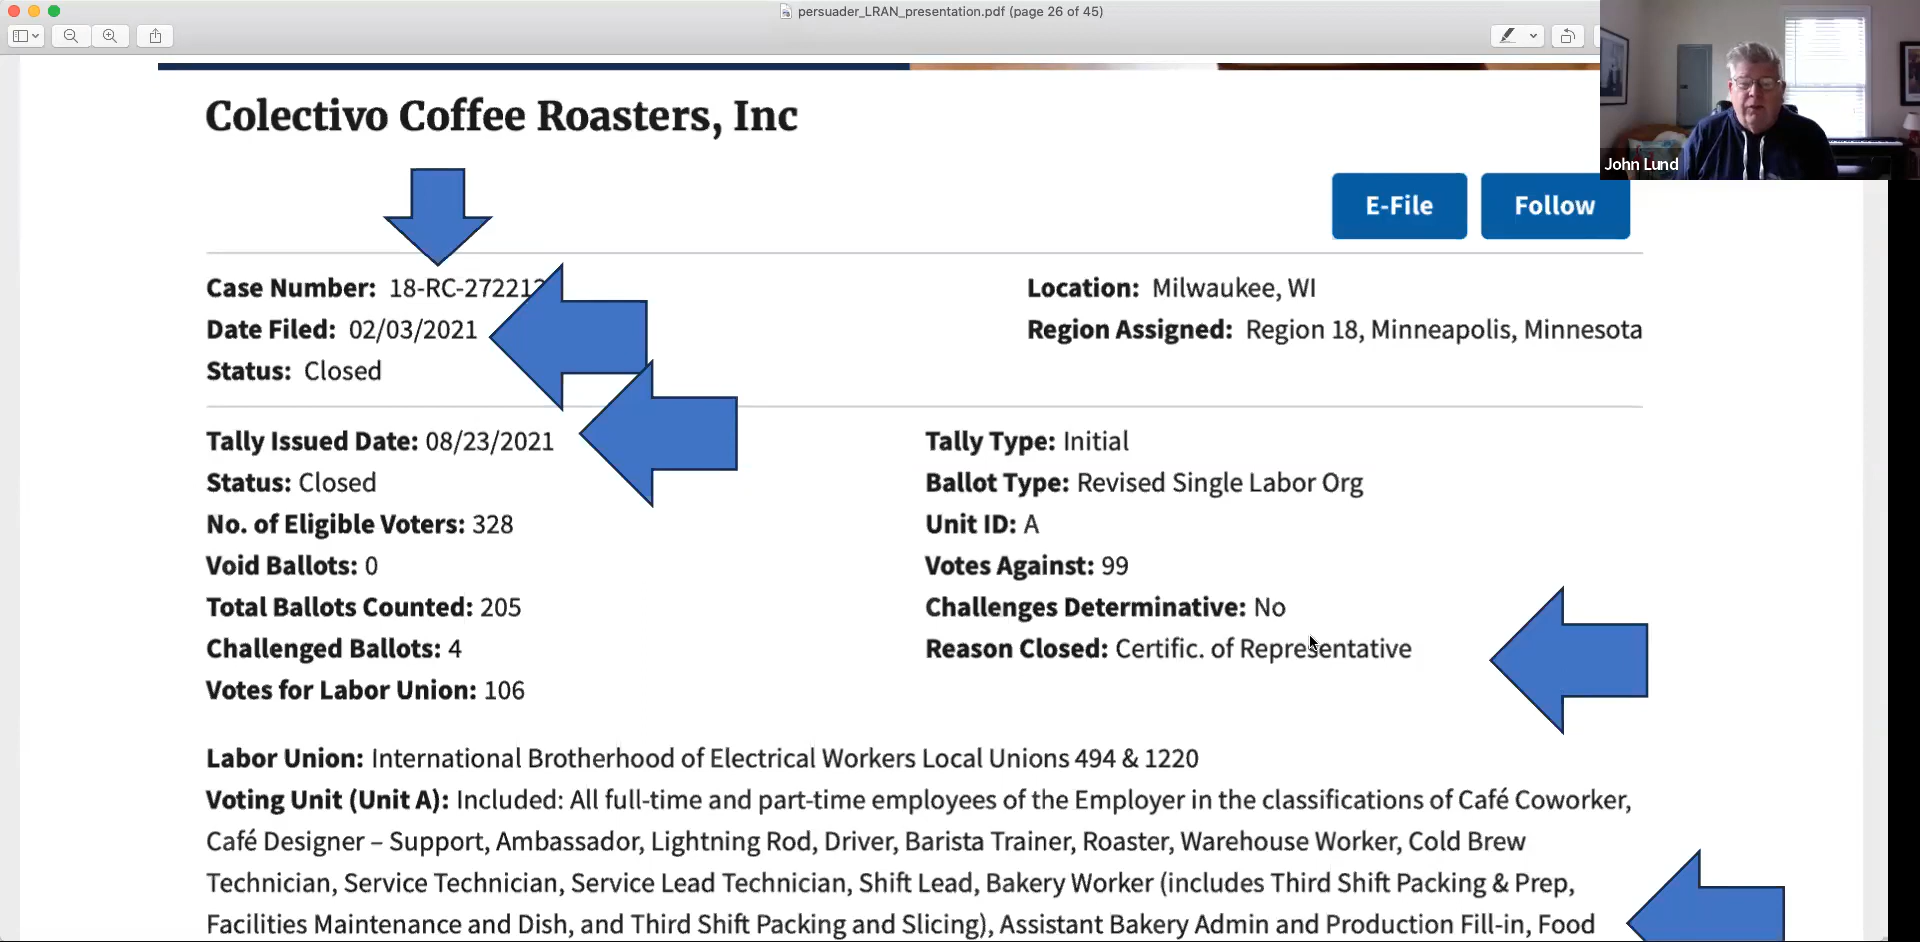 persuader_LRAN_presentation.pdf (page 26 of 45)
John Lund
Colectivo Coffee Roasters, Inc
E-File
Follow
Case Number: 18-RC-27221
Location: Milwaukee, WI
Date Filed: 02/03/2021
Region Assigned: Region 18, Minneapolis, Minnesota
Status: Closed
Tally Issued Date: 08/23/2021
Tally Type: Initial
Status: Closed
Ballot Type: Revised Single Labor Org
No. of Eligible Voters: 328
Unit ID: A
Void Ballots: 0
Votes Against: 99
Total Ballots Counted: 205
Challenges Determinative: No
Challenged Ballots: 4
Reason Closed: Certific. of Representative
Votes for Labor Union: 106
Labor Union: International Brotherhood of Electrical Workers Local Unions 494 & 1220
Voting Unit (Unit A): Included: All full-time and part-time employees of the Employer in the classifications of Café Coworker,
Café Designer – Support, Ambassador, Lightning Rod, Driver, Barista Trainer, Roaster, Warehouse Worker, Cold Brew
Technician, Service Technician, Service Lead Technician, Shift Lead, Bakery Worker (includes Third Shift Packing & Prep,
Facilities Maintenance and Dish, and Third Shift Packing and Slicing), Assistant Bakery Admin and Production Fill-in, Food